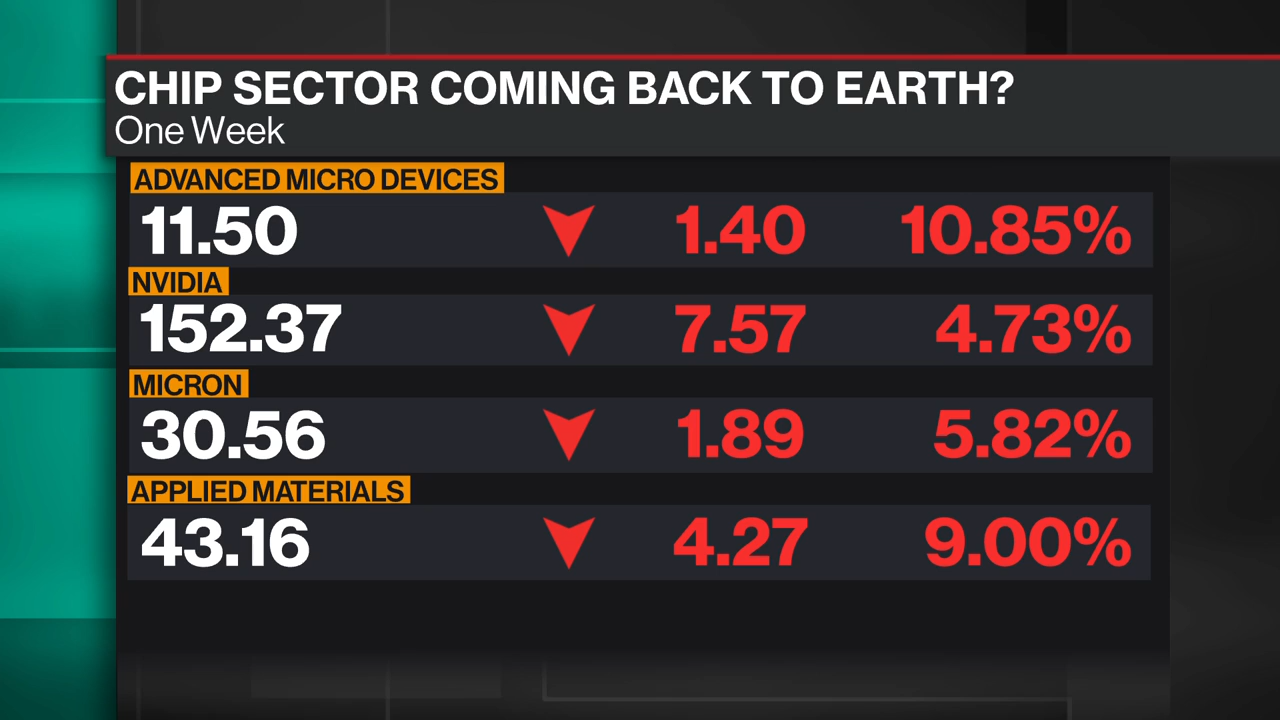 CHIP SECTOR COMING BACK TO EARTH?
One Week
ADVANCED MICRO DEVICES
11.50 1.40 10.85%
NVIDIA
152.37 7.57 4.73%
MICRON
30.56 1.89 5.82%
APPLIED MATERIALS
43.16 4.27 9.00%